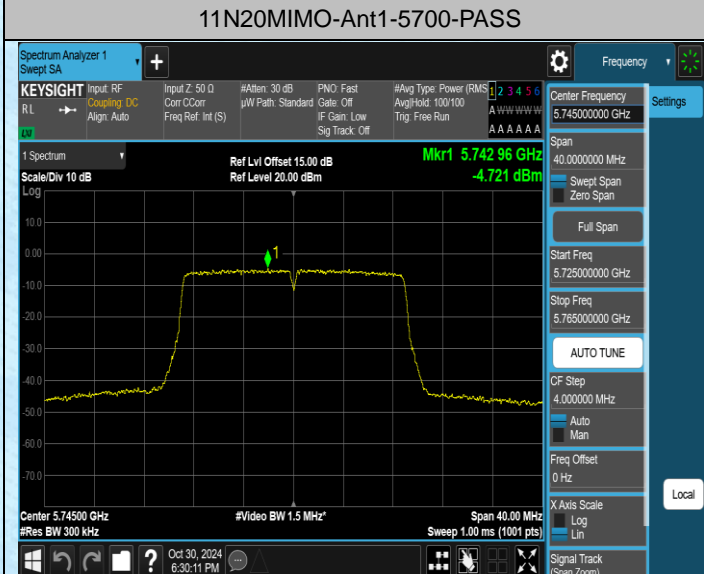 11N20MIMO-Ant1-5700-PASS
Spectrum Analyzer 1
Swept SA
+
Frequency
KEYSIGHT
RL
LXI
Input: RF
Coupling: DC
Align: Auto
Input Z: 50 Ω
Corr CCorr
Freq Ref: Int (S)
#Atten: 30 dB
µW Path: Standard
PNO: Fast
Gate: Off
IF Gain: Low
Sig Track: Off
#Avg Type: Power (RMS
Avg|Hold: 100/100
Trig: Free Run
1 2 3 4 5 6
A W W W W W
A A A A A A
1 Spectrum
Scale/Div 10 dB
Log
Ref Lvl Offset 15.00 dB
Ref Level 20.00 dBm
Mkr1 5.742 96 GHz
-4.721 dBm
10.0
0.00
-10.0
-20.0
-30.0
-40.0
-50.0
-60.0
-70.0
1
Center 5.74500 GHz
#Res BW 300 kHz
#Video BW 1.5 MHz*
Span 40.00 MHz
Sweep 1.00 ms (1001 pts)
Center Frequency
5.745000000 GHz
Settings
Span
40.0000000 MHz
Swept Span
Zero Span
Full Span
Start Freq
5.725000000 GHz
Stop Freq
5.765000000 GHz
AUTO TUNE
CF Step
4.000000 MHz
Auto
Man
Freq Offset
0 Hz
X Axis Scale
Log
Lin
Local
Signal Track
(Span Zoom)
?
Oct 30, 2024
6:30:11 PM